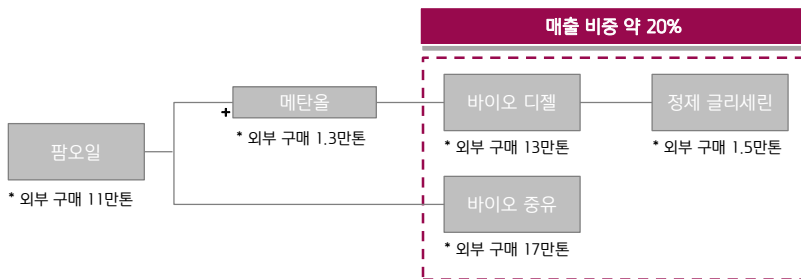 매출 비중 약 20%
메탄올
바이오 디젤
정제 글리세린
+
* 외부 구매 1.3만톤
* 외부 구매 13만톤
* 외부 구매 1.5만톤
팜오일
* 외부 구매 11만톤
바이오 중유
* 외부 구매 17만톤